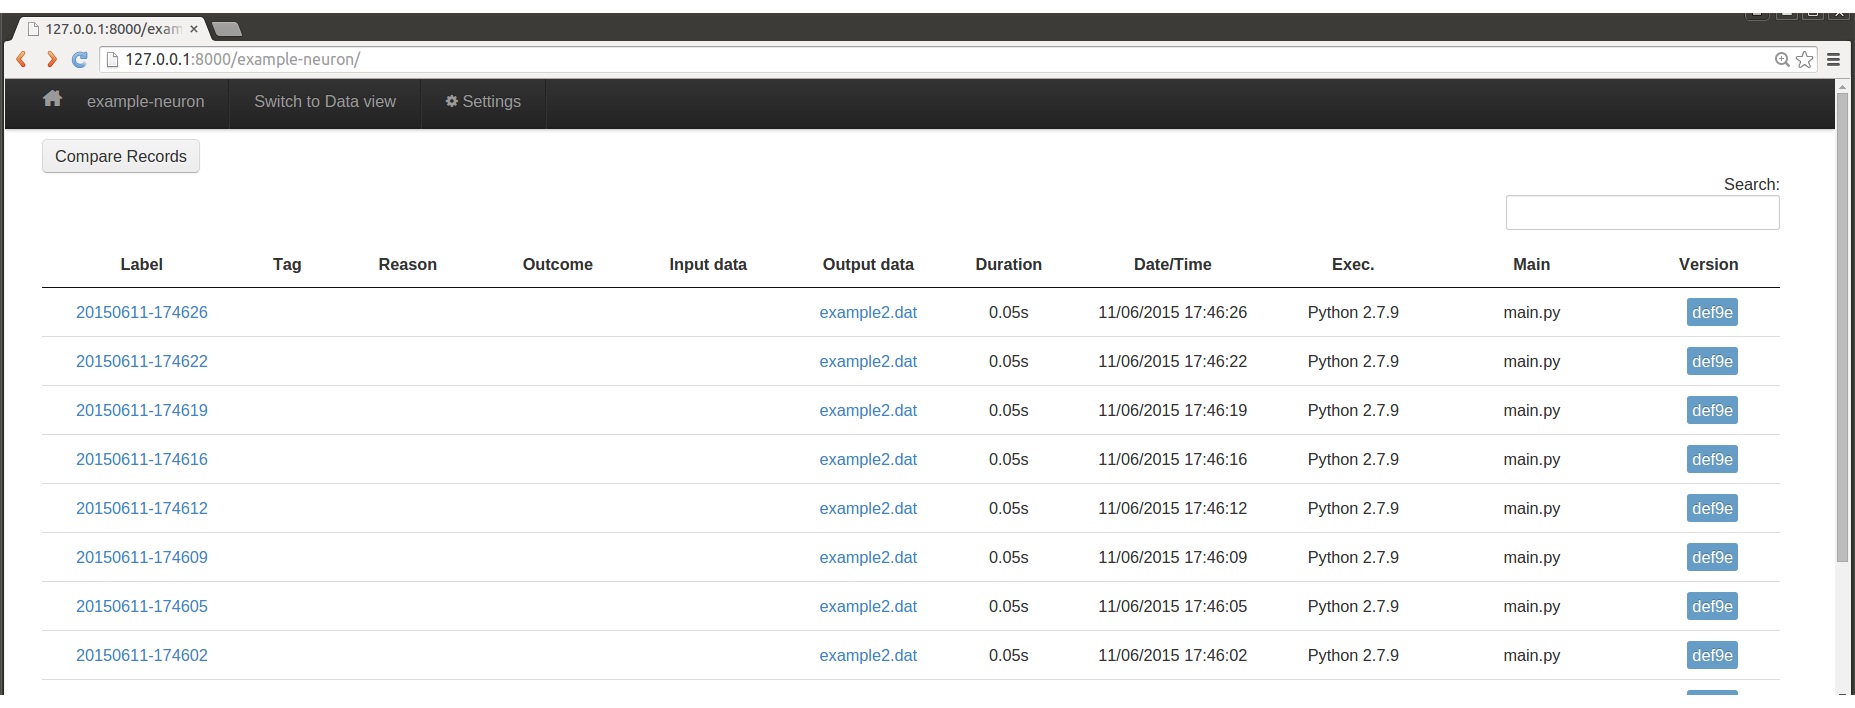 127.0.0.1:8000/exam
127.0.0.1:8000/example-neuron/
example-neuron Switch to Data view Settings
Compare Records
Search:
Label Tag Reason Outcome Input data Output data Duration Date/Time Exec. Main Version
20150611-174626 example2.dat 0.05s 11/06/2015 17:46:26 Python 2.7.9 main.py def9e
20150611-174622 example2.dat 0.05s 11/06/2015 17:46:22 Python 2.7.9 main.py def9e
20150611-174619 example2.dat 0.05s 11/06/2015 17:46:19 Python 2.7.9 main.py def9e
20150611-174616 example2.dat 0.05s 11/06/2015 17:46:16 Python 2.7.9 main.py def9e
20150611-174612 example2.dat 0.05s 11/06/2015 17:46:12 Python 2.7.9 main.py def9e
20150611-174609 example2.dat 0.05s 11/06/2015 17:46:09 Python 2.7.9 main.py def9e
20150611-174605 example2.dat 0.05s 11/06/2015 17:46:05 Python 2.7.9 main.py def9e
20150611-174602 example2.dat 0.05s 11/06/2015 17:46:02 Python 2.7.9 main.py def9e